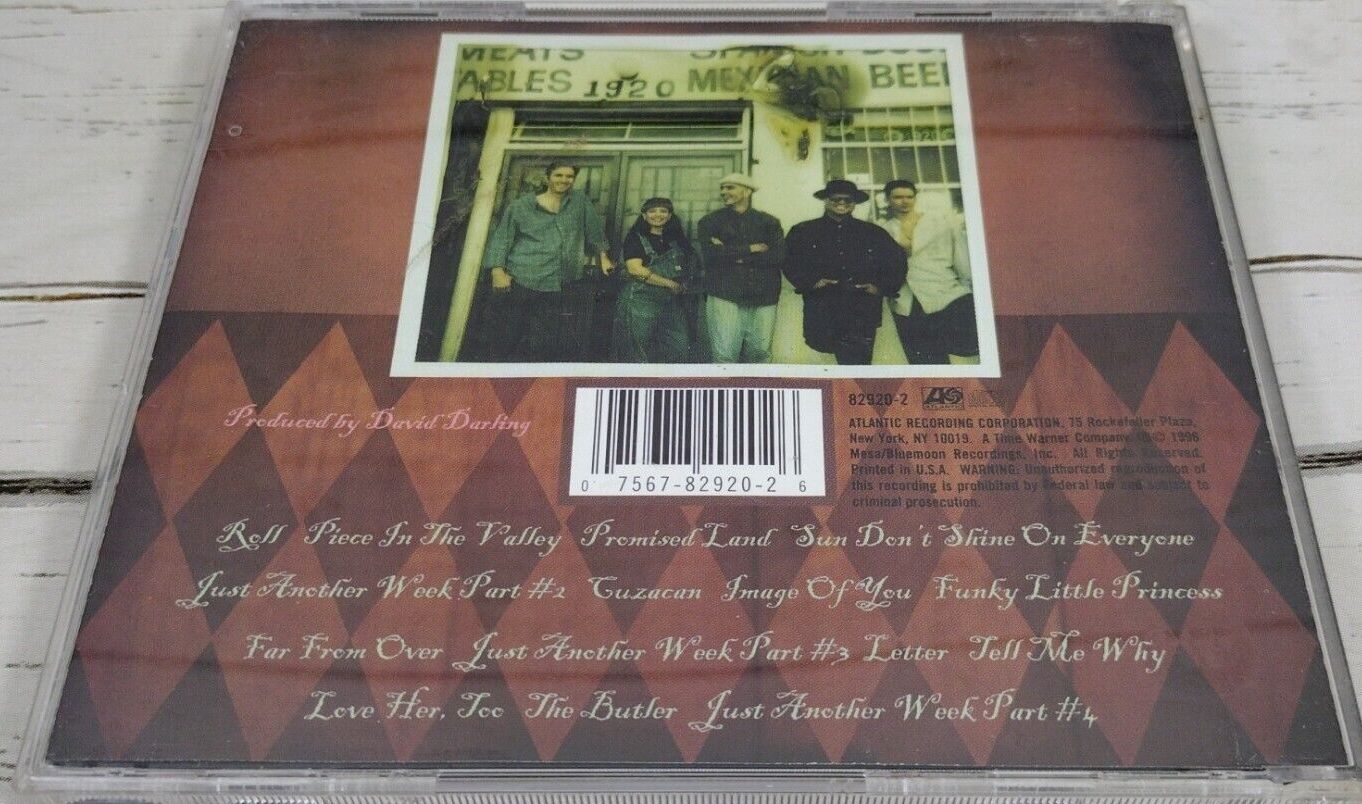 MEATS
ABLES 1920 MEXICAN BEE
Produced by David Darling
0 7567-82920-2 6
82920-2 ATLANTIC
ATLANTIC RECORDING CORPORATION, 75 Rockefeller Plaza,
New York, NY 10019. A Time Warner Company. ℗© 1996
Mesa/Bluemoon Recordings, Inc. All Rights Reserved.
Printed in U.S.A. WARNING: Unauthorized reproduction of
this recording is prohibited by Federal law and subject to
criminal prosecution.
Roll Piece In The Valley Promised Land Sun Don't Shine On Everyone
Just Another Week Part #2 Cuzacan Image Of You Funky Little Princess
Far From Over Just Another Week Part #3 Letter Tell Me Why
Love Her, Too The Butler Just Another Week Part #4